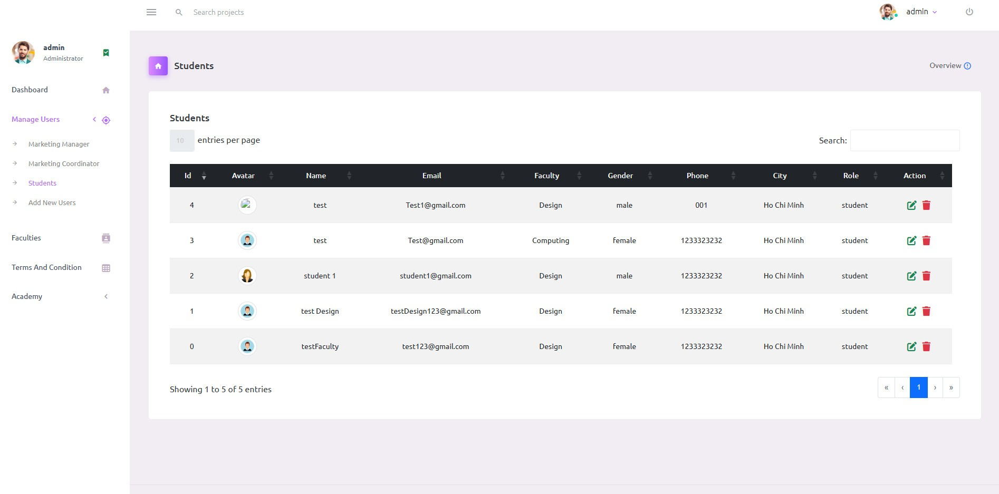 Search projects
admin
admin
Administrator
Dashboard
Manage Users
Marketing Manager
Marketing Coordinator
Students
Add New Users
Faculties
Terms And Condition
Academy
Students
Overview
Students
10 entries per page
Search:
Id Avatar Name Email Faculty Gender Phone City Role Action
4 test Test1@gmail.com Design male 001 Ho Chi Minh student
3 test Test@gmail.com Computing female 1233323232 Ho Chi Minh student
2 student 1 student1@gmail.com Design male 1233323232 Ho Chi Minh student
1 test Design testDesign123@gmail.com Design female 1233323232 Ho Chi Minh student
0 testFaculty test123@gmail.com Design female 1233323232 Ho Chi Minh student
Showing 1 to 5 of 5 entries
« ‹ 1 › »